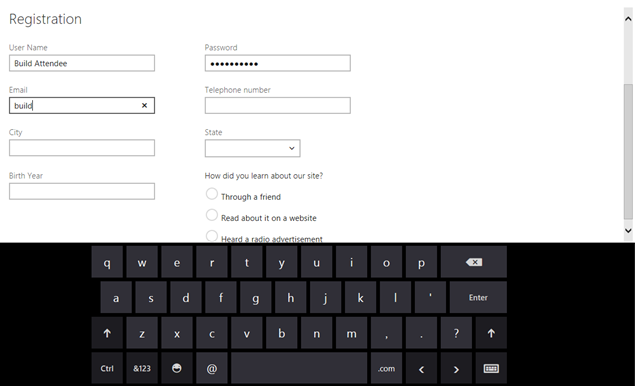 Registration
User Name
Password
Build Attendee
••••••••••
Email
Telephone number
build
City
State
Birth Year
How did you learn about our site?
Through a friend
Read about it on a website
Heard a radio advertisement
q w e r t y u i o p
a s d f g h j k l ' Enter
z x c v b n m , . ?
Ctrl &123 @ .com < >